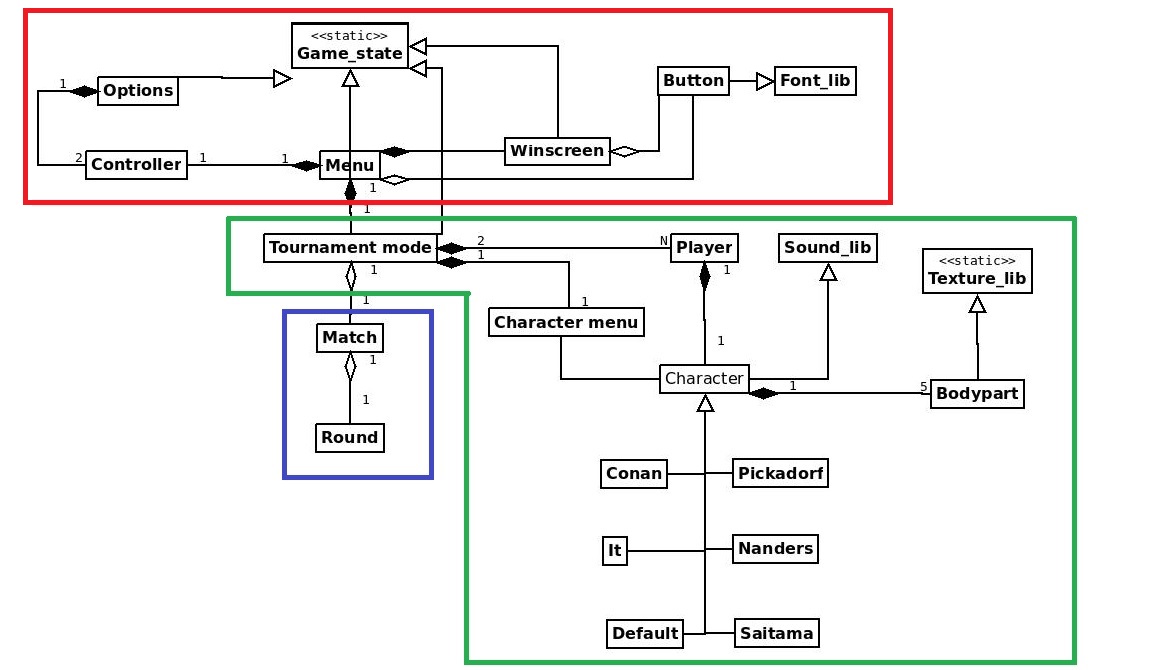 <<static>>
Game_state
Options
1
Button
Font_lib
Controller
2
1
1
Menu
Winscreen
1
1
Tournament mode
2
N
Player
Sound_lib
<<static>>
Texture_lib
1
1
1
1
1
Character menu
Match
1
1
Character
1
5
Bodypart
1
Round
Conan
Pickadorf
It
Nanders
Default
Saitama